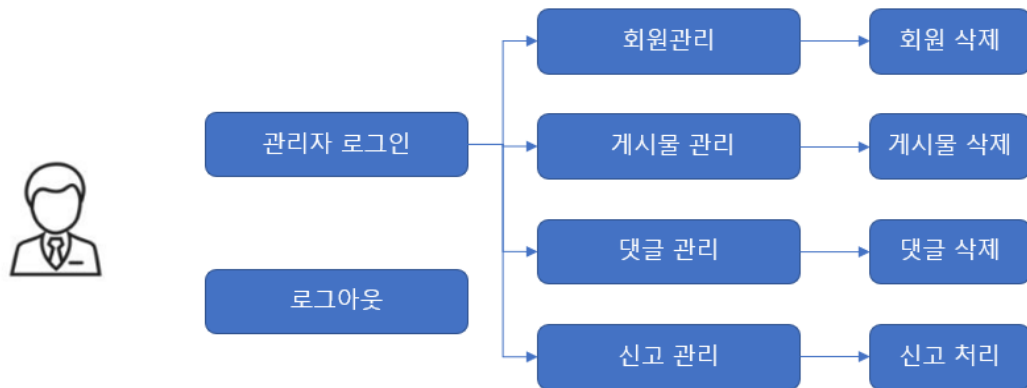 회원관리
회원 삭제
관리자 로그인
게시물 관리
게시물 삭제
댓글 관리
댓글 삭제
로그아웃
신고 관리
신고 처리